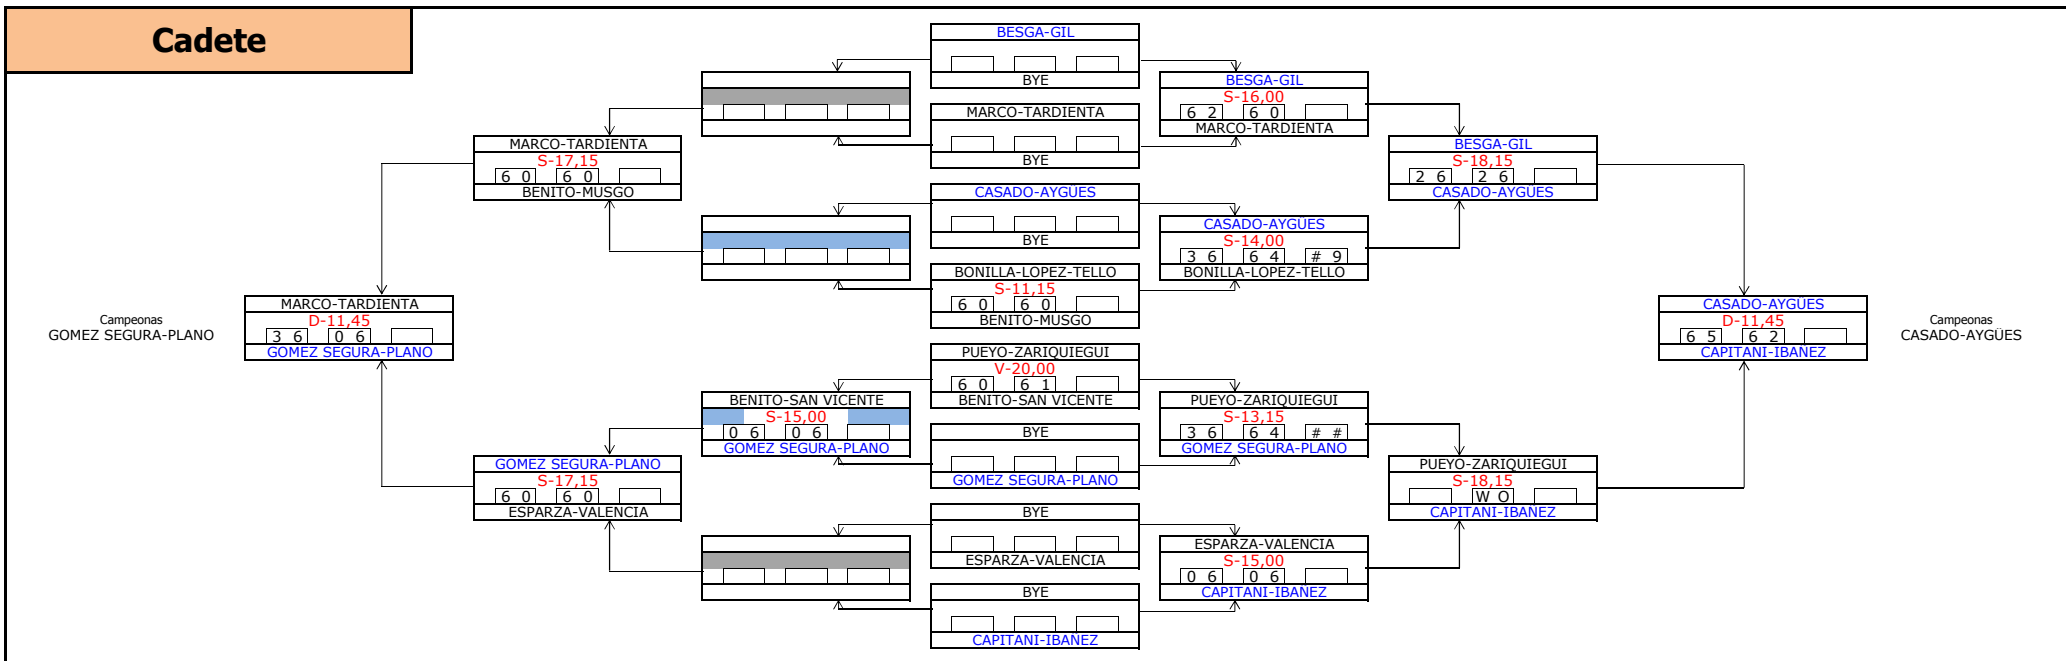 Cadete
Campeonas
GOMEZ SEGURA-PLANO
MARCO-TARDIENTA
D-11,45
3 6 0 6
GOMEZ SEGURA-PLANO
MARCO-TARDIENTA
S-17,15
6 0 6 0
BENITO-MUSGO
GOMEZ SEGURA-PLANO
S-17,15
6 0 6 0
ESPARZA-VALENCIA
BENITO-SAN VICENTE
S-15,00
0 6 0 6
GOMEZ SEGURA-PLANO
BESGA-GIL
BYE
MARCO-TARDIENTA
BYE
CASADO-AYGÜES
BYE
BONILLA-LOPEZ-TELLO
S-11,15
6 0 6 0
BENITO-MUSGO
PUEYO-ZARIQUIEGUI
V-20,00
6 0 6 1
BENITO-SAN VICENTE
BYE
GOMEZ SEGURA-PLANO
BYE
ESPARZA-VALENCIA
BYE
CAPITANI-IBAÑEZ
BESGA-GIL
S-16,00
6 2 6 0
MARCO-TARDIENTA
CASADO-AYGÜES
S-14,00
3 6 6 4 # 9
BONILLA-LOPEZ-TELLO
PUEYO-ZARIQUIEGUI
S-13,15
3 6 6 4 # #
GOMEZ SEGURA-PLANO
ESPARZA-VALENCIA
S-15,00
0 6 0 6
CAPITANI-IBAÑEZ
BESGA-GIL
S-18,15
2 6 2 6
CASADO-AYGÜES
PUEYO-ZARIQUIEGUI
S-18,15
W O
CAPITANI-IBAÑEZ
CASADO-AYGÜES
D-11,45
6 5 6 2
CAPITANI-IBAÑEZ
Campeonas
CASADO-AYGÜES